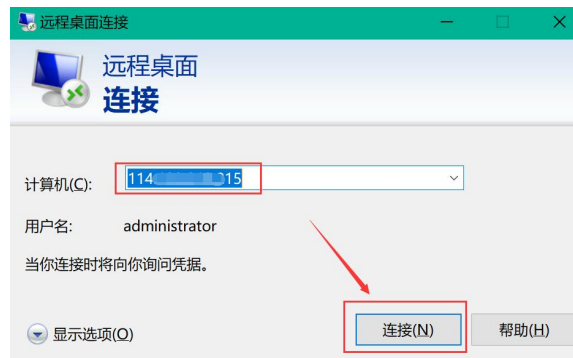 远程桌面连接
远程桌面
连接
计算机(C):
114
15
用户名: administrator
当你连接时将向你询问凭据。
显示选项(O)
连接(N)
帮助(H)